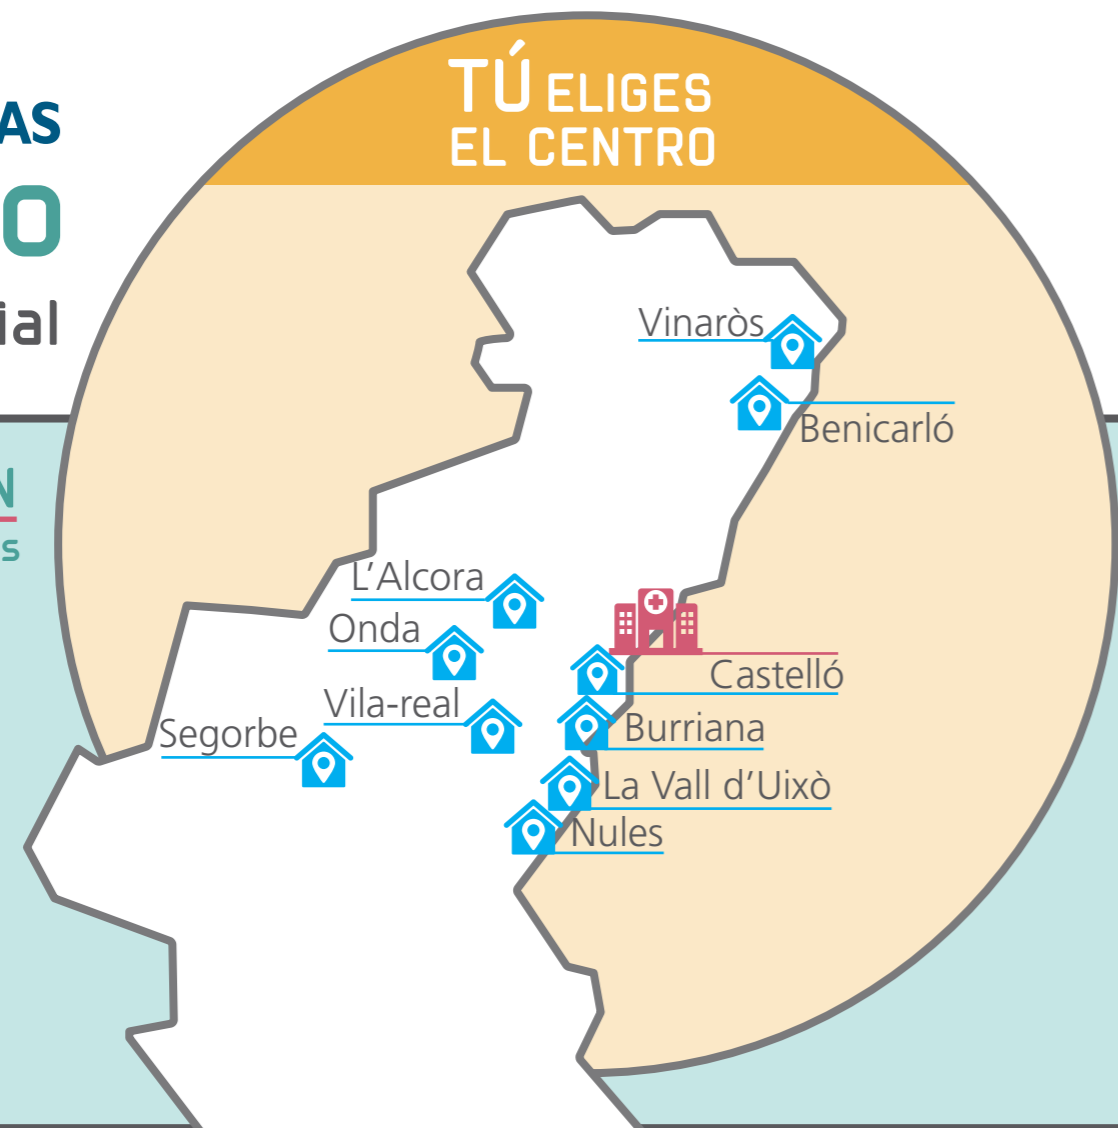 AS
O
ial
N
s
TÚ ELIGES
EL CENTRO
Vinaròs
Benicarló
L'Alcora
Onda
Castelló
Vila-real
Burriana
Segorbe
La Vall d'Uixò
Nules